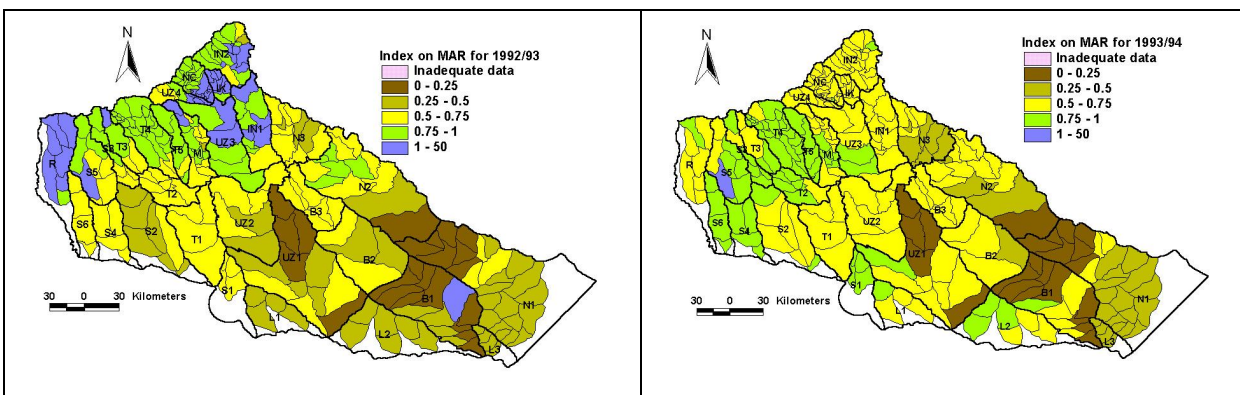 N
Index on MAR for 1992/93
Inadequate data
0 - 0.25
0.25 - 0.5
0.5 - 0.75
0.75 - 1
1 - 50
IN2
NC
IK
UZ4
IN1
UZ3
N3
T4
S3
T3
T5
M
R
S5
T2
N2
B3
UZ2
S6
S4
S2
T1
B2
UZ1
S1
B1
N1
L1
L2
L3
30 0 30 Kilometers
N
Index on MAR for 1993/94
Inadequate data
0 - 0.25
0.25 - 0.5
0.5 - 0.75
0.75 - 1
1 - 50
IN2
NC
IK
UZ4
IN1
UZ3
N3
T4
S3
T3
T5
M
R
S5
T2
N2
B3
UZ2
S6
S4
S2
T1
B2
UZ1
S1
B1
N1
L1
L2
L3
30 0 30 Kilometers